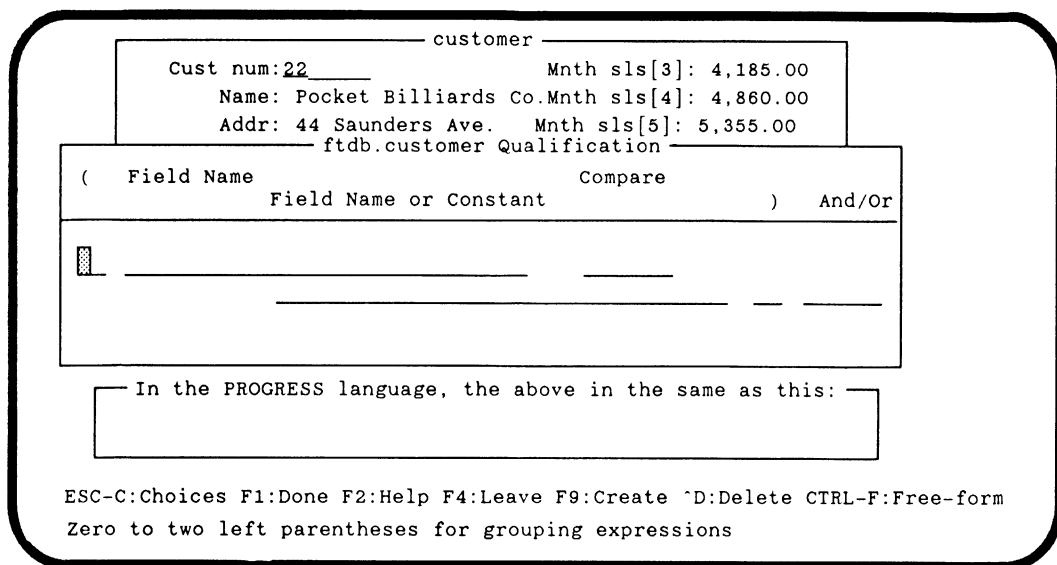 customer
Cust num:22 Mnth sls[3]: 4,185.00
Name: Pocket Billiards Co.Mnth sls[4]: 4,860.00
Addr: 44 Saunders Ave. Mnth sls[5]: 5,355.00
ftdb.customer Qualification
( Field Name Compare
Field Name or Constant ) And/Or
In the PROGRESS language, the above in the same as this:
ESC-C:Choices F1:Done F2:Help F4:Leave F9:Create ^D:Delete CTRL-F:Free-form
Zero to two left parentheses for grouping expressions